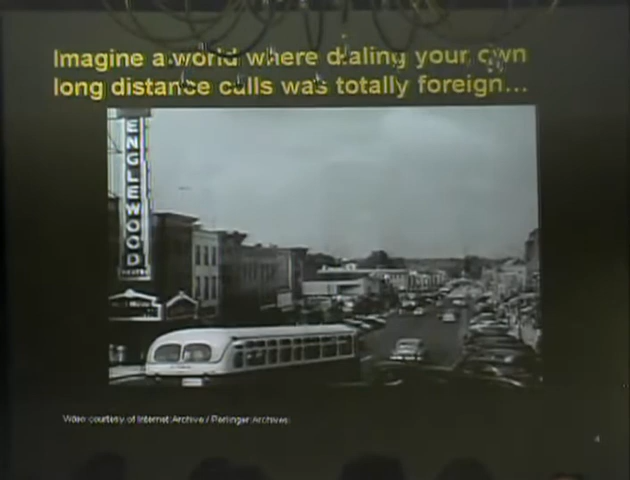 Imagine a world where dialing your own
long distance calls was totally foreign...
ENGLEWOOD
Video courtesy of Internet Archive / Perlinger Archives
4